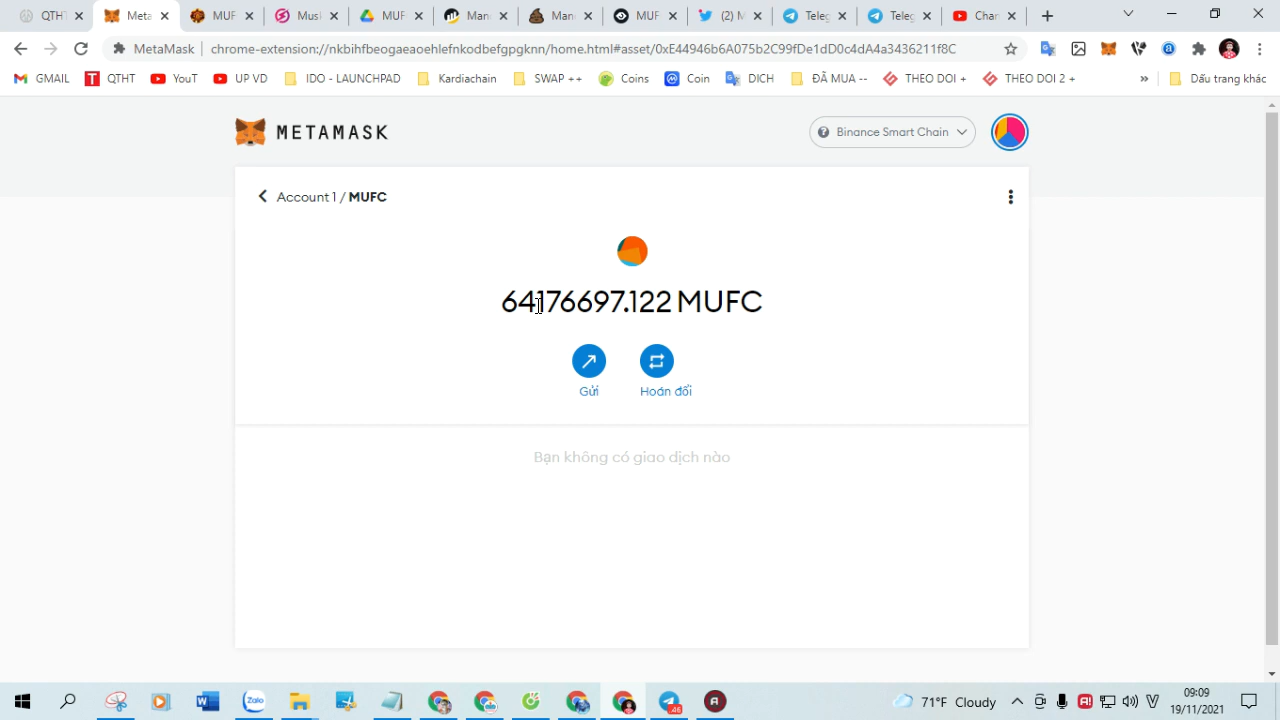 QTHT
Meta
MUF
Musi
MUF
Man
Man
MUF
(2) M
Teleg
Teleg
Chan
MetaMask
chrome-extension://nkbihfbeogaeaoehlefnkodbefgpgknn/home.html#asset/0xE44946b6A075b2C99fDe1dD0c4dA4a3436211f8C
GMAIL
QTHT
YouT
UP VD
IDO - LAUNCHPAD
Kardiachain
SWAP ++
Coins
Coin
DICH
ĐÃ MUA --
THEO DOI +
THEO DOI 2 +
»
Dấu trang khác
METAMASK
Binance Smart Chain
Account 1 / MUFC
64176697.122 MUFC
Gửi
Hoán đổi
Bạn không có giao dịch nào
Zalo
.46
71°F Cloudy
09:09
19/11/2021